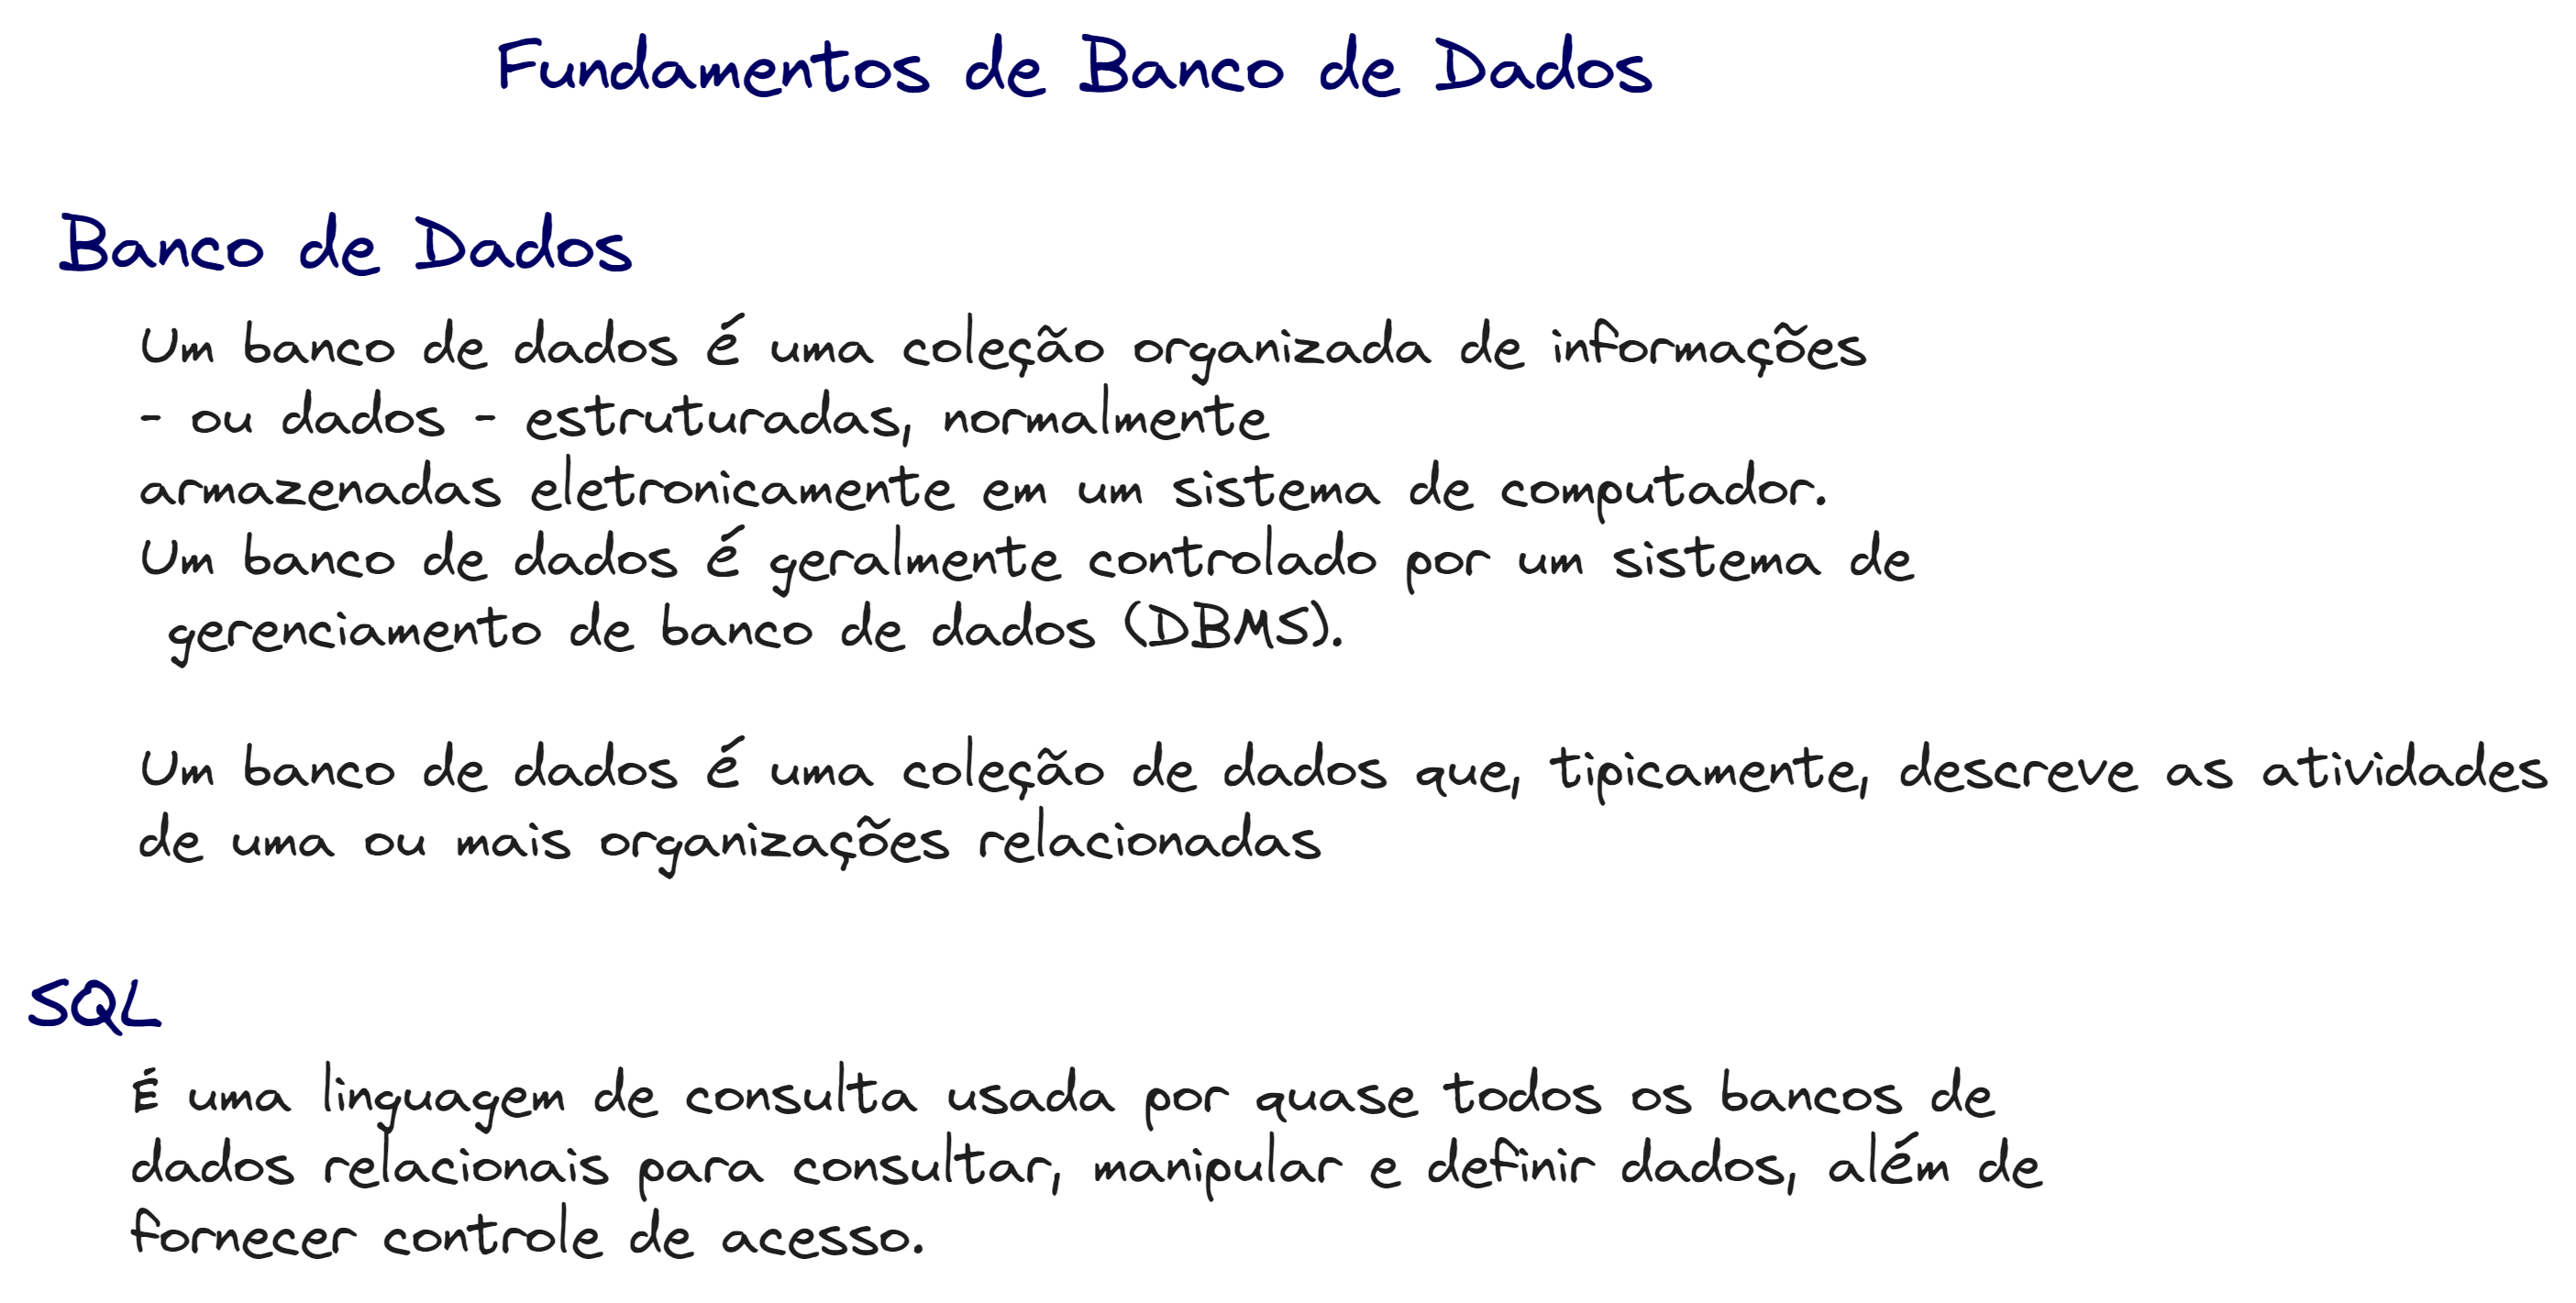 Fundamentos de Banco de Dados
Banco de Dados
Um banco de dados é uma coleção organizada de informações
- ou dados - estruturadas, normalmente
armazenadas eletronicamente em um sistema de computador.
Um banco de dados é geralmente controlado por um sistema de
gerenciamento de banco de dados (DBMS).
Um banco de dados é uma coleção de dados que, tipicamente, descreve as atividades
de uma ou mais organizações relacionadas
SQL
É uma linguagem de consulta usada por quase todos os bancos de
dados relacionais para consultar, manipular e definir dados, além de
fornecer controle de acesso.